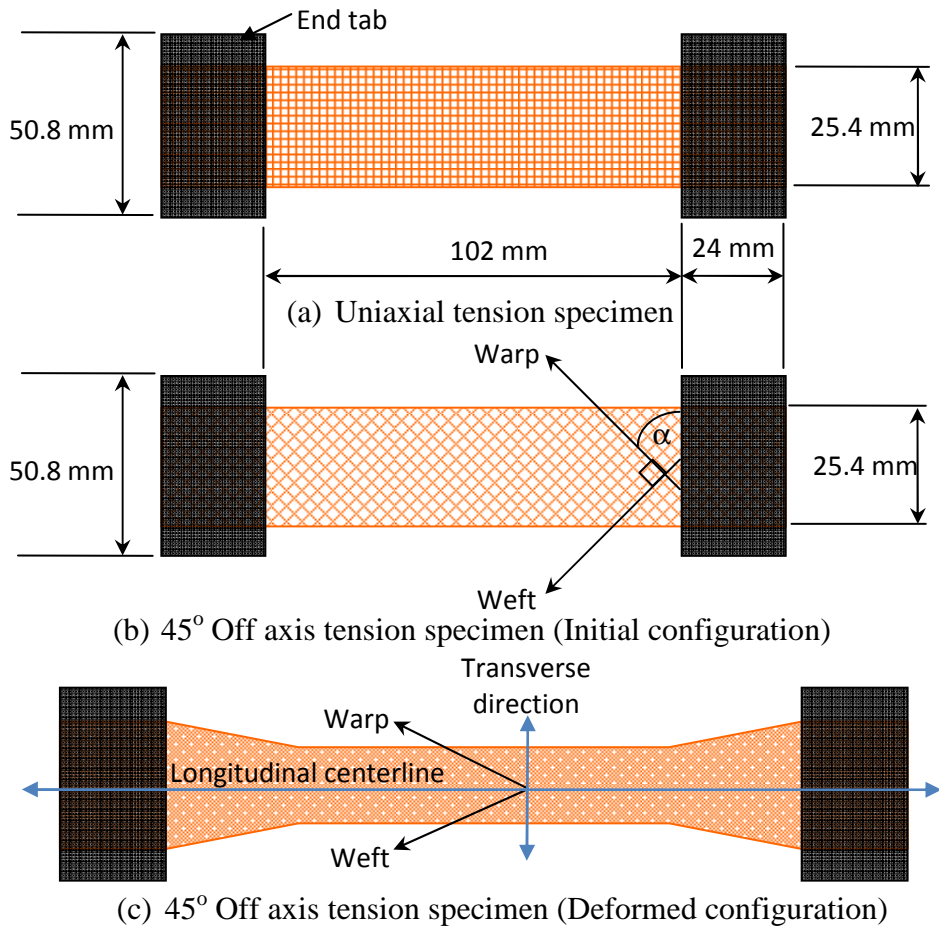 End tab
50.8 mm
25.4 mm
102 mm
24 mm
(a) Uniaxial tension specimen
Warp
α
50.8 mm
25.4 mm
Weft
(b) 45° Off axis tension specimen (Initial configuration)
Transverse
direction
Warp
Longitudinal centerline
Weft
(c) 45° Off axis tension specimen (Deformed configuration)